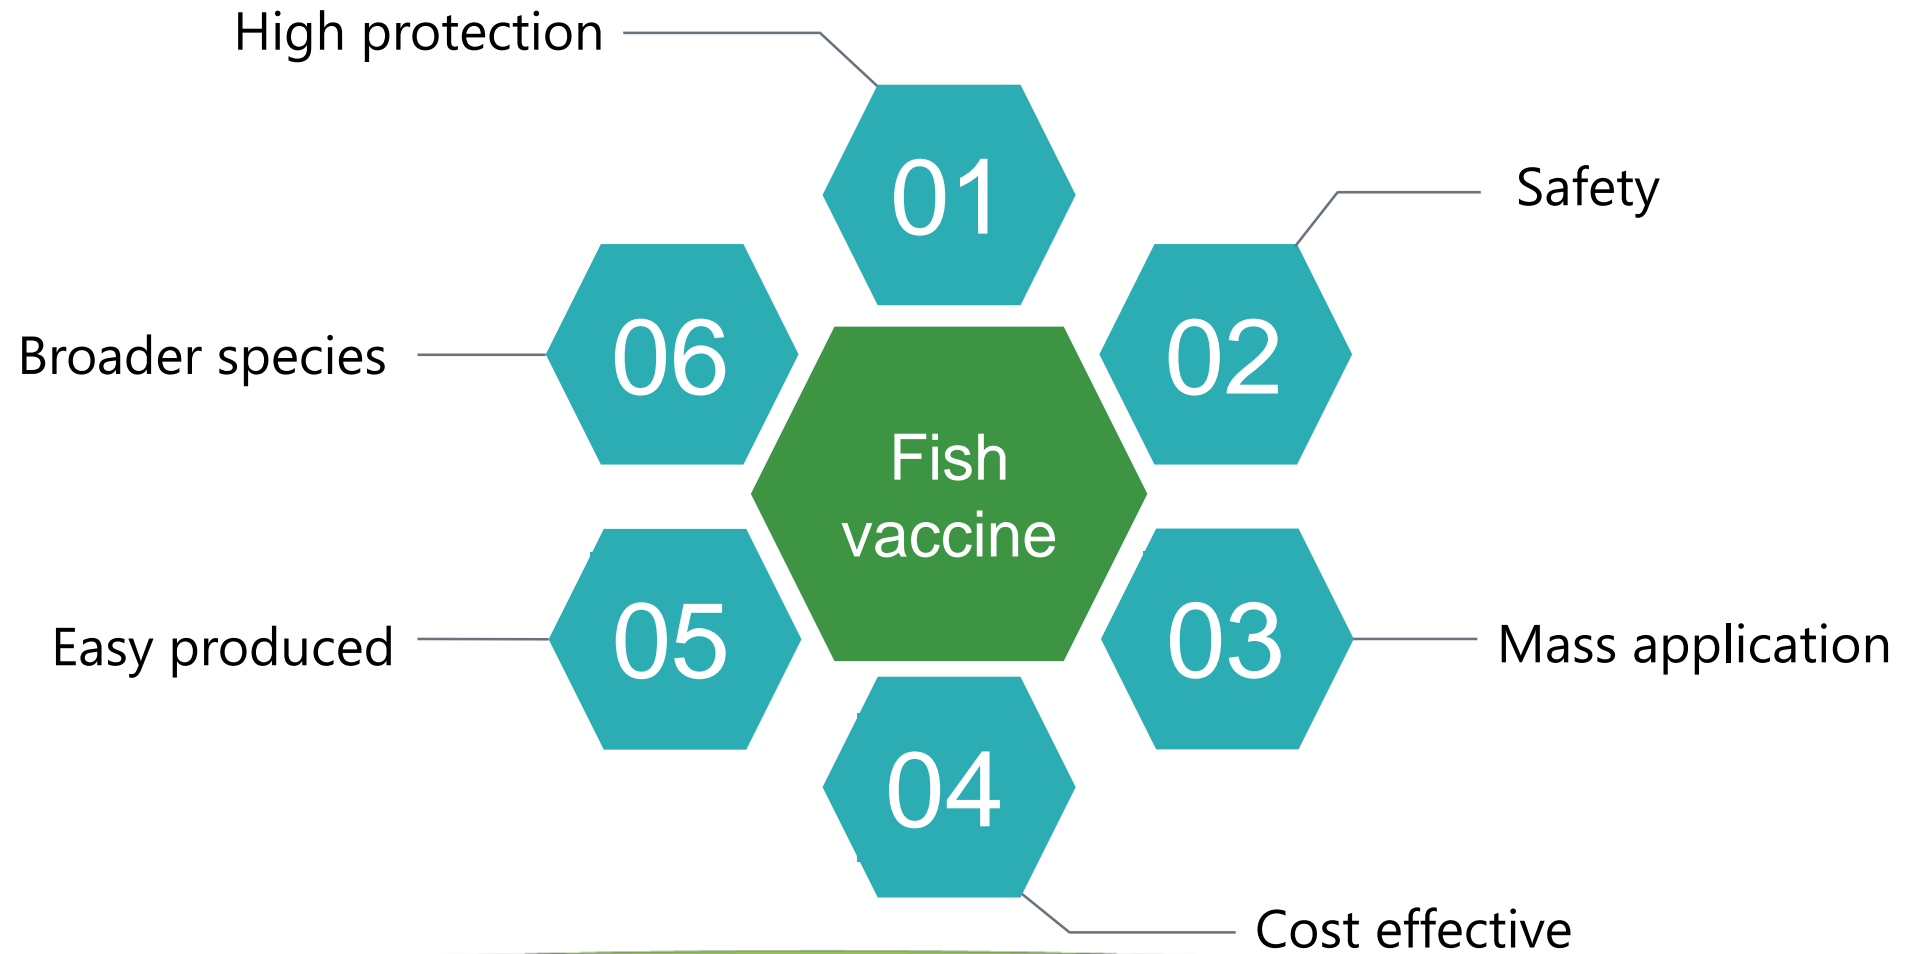 High protection
01
Safety
02
Broader species
06
Fish
vaccine
Easy produced
05
03
Mass application
04
Cost effective